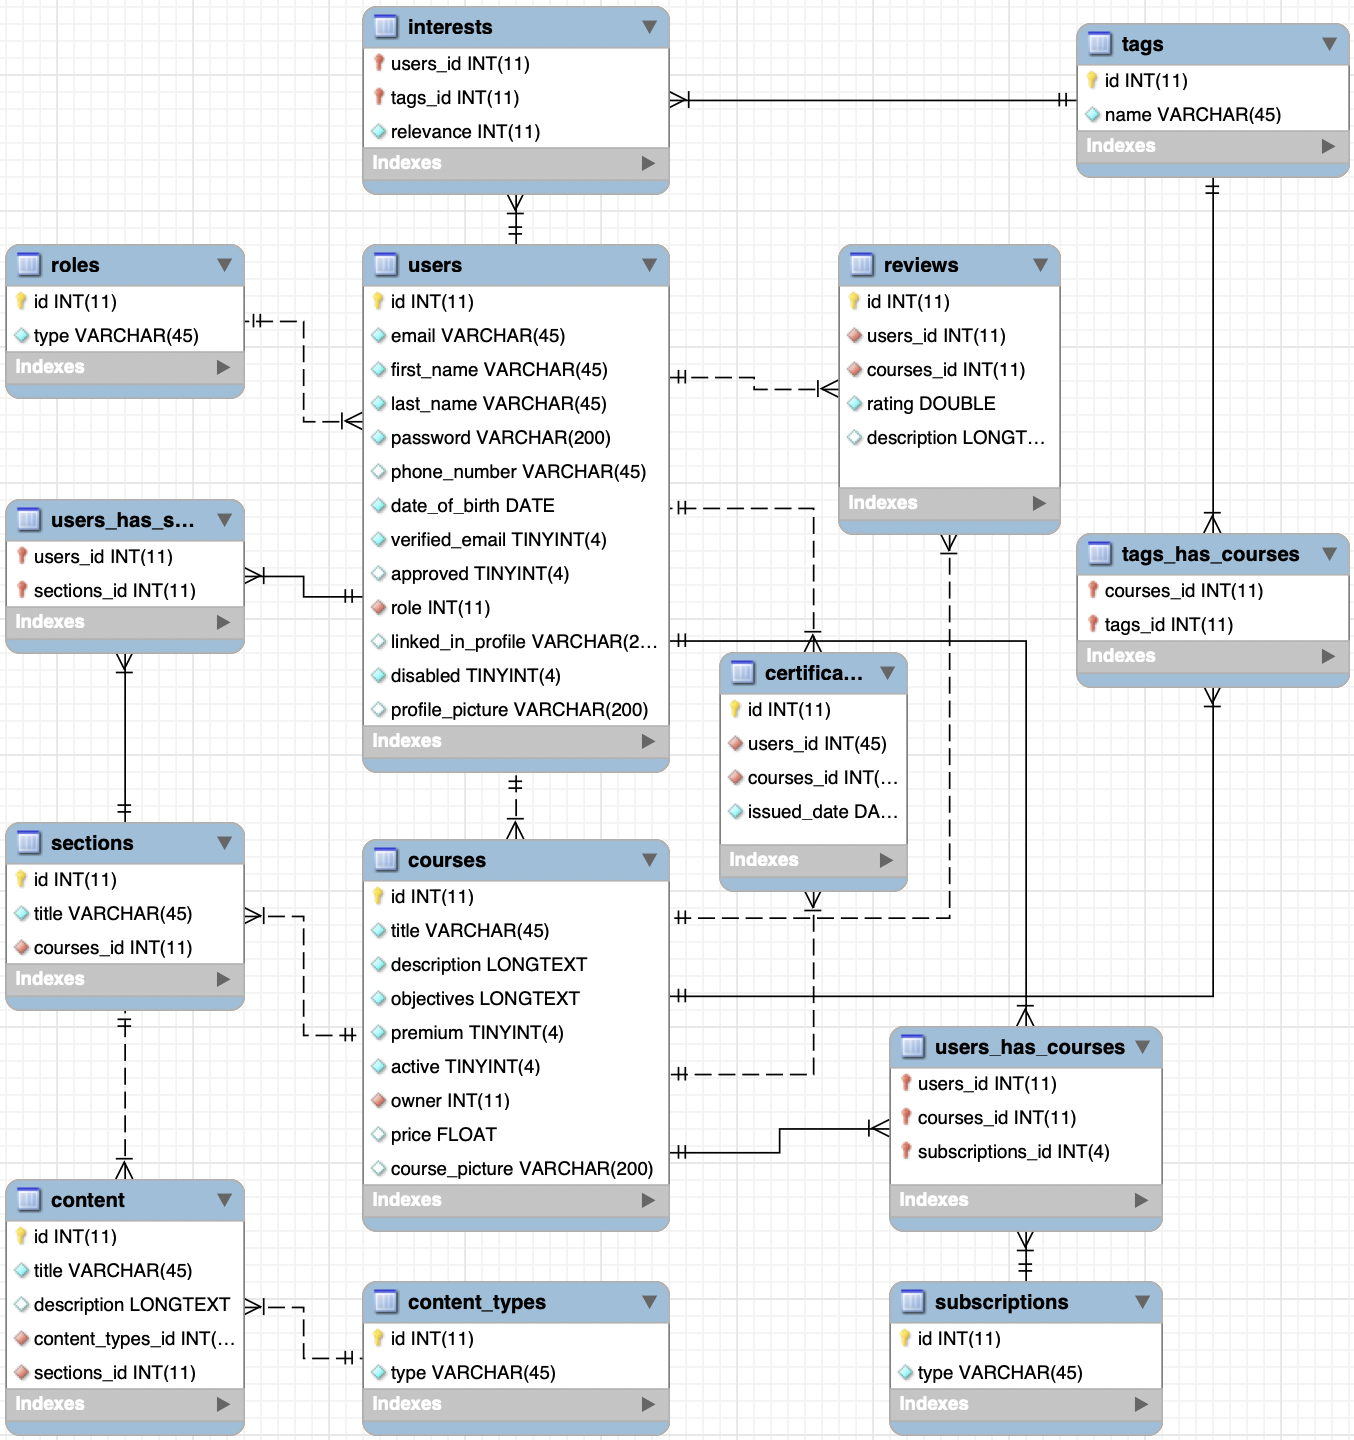 interests
users_id INT(11)
tags_id INT(11)
relevance INT(11)
Indexes
tags
id INT(11)
name VARCHAR(45)
Indexes
roles
id INT(11)
type VARCHAR(45)
Indexes
users
id INT(11)
email VARCHAR(45)
first_name VARCHAR(45)
last_name VARCHAR(45)
password VARCHAR(200)
phone_number VARCHAR(45)
date_of_birth DATE
verified_email TINYINT(4)
approved TINYINT(4)
role INT(11)
linked_in_profile VARCHAR(2...
disabled TINYINT(4)
profile_picture VARCHAR(200)
Indexes
reviews
id INT(11)
users_id INT(11)
courses_id INT(11)
rating DOUBLE
description LONGT...
Indexes
users_has_s...
users_id INT(11)
sections_id INT(11)
Indexes
tags_has_courses
courses_id INT(11)
tags_id INT(11)
Indexes
certifica...
id INT(11)
users_id INT(45)
courses_id INT(...
issued_date DA...
Indexes
sections
id INT(11)
title VARCHAR(45)
courses_id INT(11)
Indexes
courses
id INT(11)
title VARCHAR(45)
description LONGTEXT
objectives LONGTEXT
premium TINYINT(4)
active TINYINT(4)
owner INT(11)
price FLOAT
course_picture VARCHAR(200)
Indexes
users_has_courses
users_id INT(11)
courses_id INT(11)
subscriptions_id INT(4)
Indexes
content
id INT(11)
title VARCHAR(45)
description LONGTEXT
content_types_id INT(...
sections_id INT(11)
Indexes
content_types
id INT(11)
type VARCHAR(45)
Indexes
subscriptions
id INT(11)
type VARCHAR(45)
Indexes